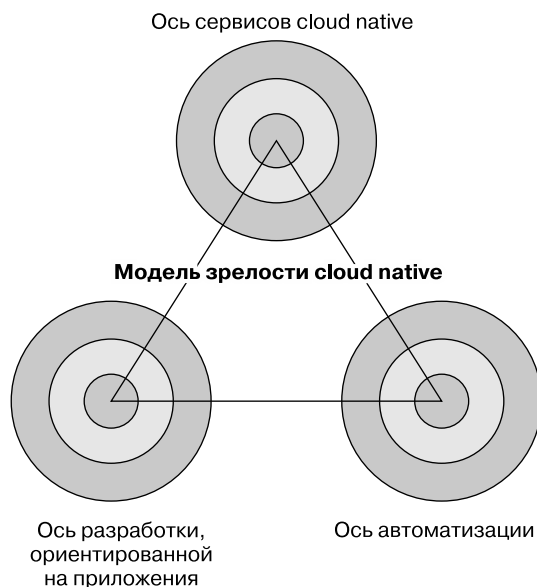 Ось сервисов cloud native
Модель зрелости cloud native
Ось разработки,
ориентированной
на приложения
Ось автоматизации